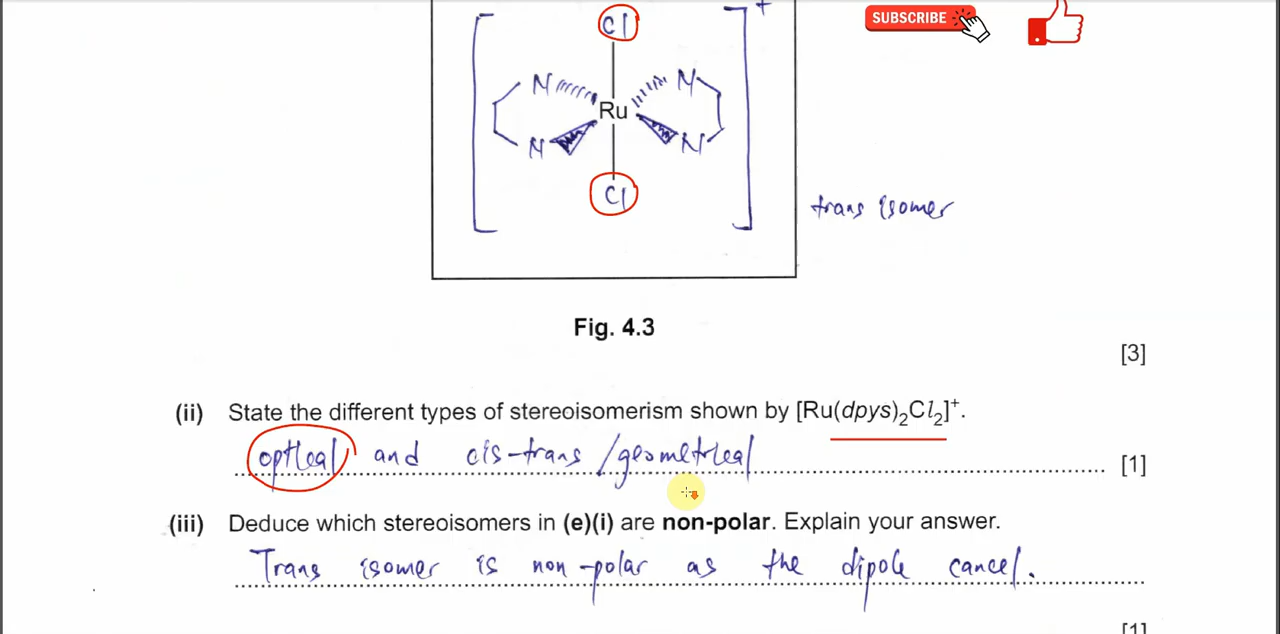 +
SUBSCRIBE
Cl
N N
Ru
N N
Cl
trans isomer
Fig. 4.3
[3]
(ii) State the different types of stereoisomerism shown by [Ru(dpys)₂Cl₂]⁺.
optical and cis-trans /geometrical [1]
(iii) Deduce which stereoisomers in (e)(i) are non-polar. Explain your answer.
Trans isomer is non-polar as the dipole cancel.
[1]